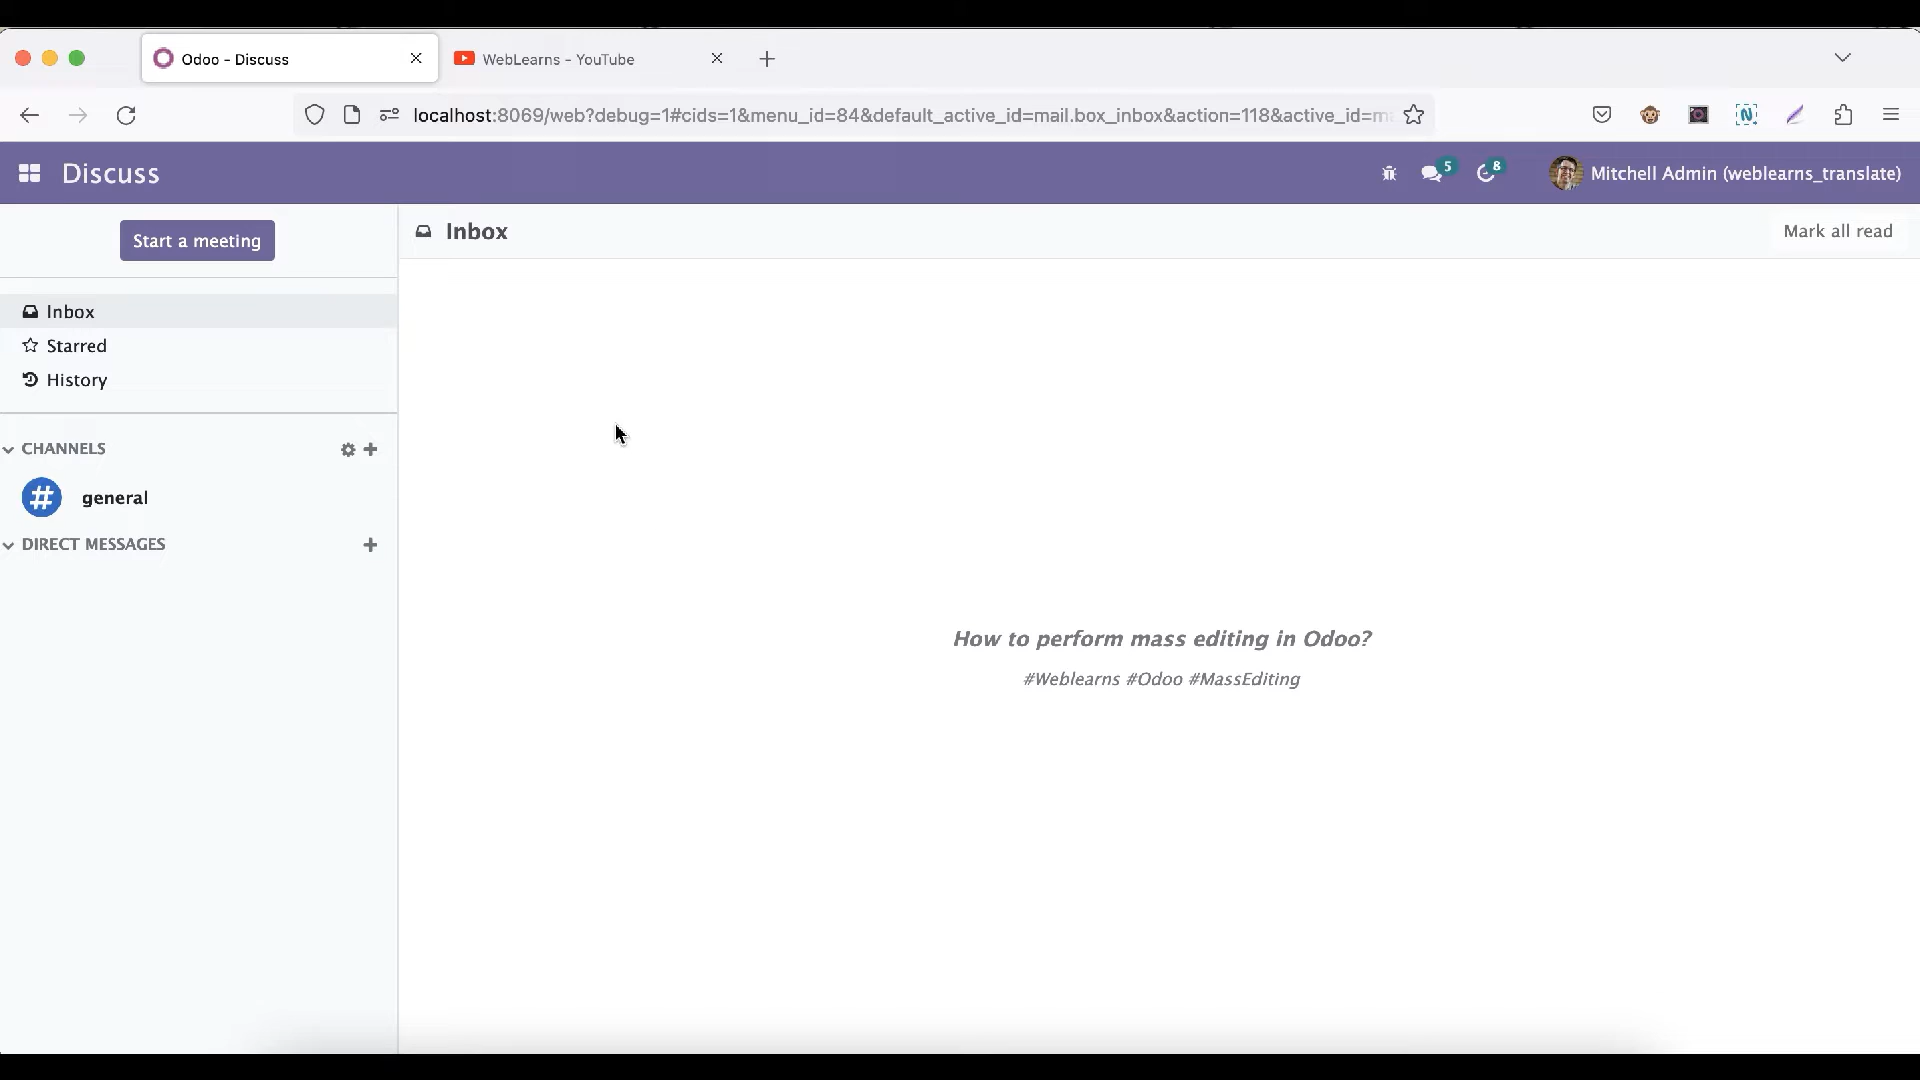 Odoo - Discuss
WebLearns - YouTube
localhost:8069/web?debug=1#cids=1&menu_id=84&default_active_id=mail.box_inbox&action=118&active_id=m
Discuss
5
8
Mitchell Admin (weblearns_translate)
Start a meeting
Inbox
Mark all read
Inbox
Starred
History
CHANNELS
# general
DIRECT MESSAGES
How to perform mass editing in Odoo?
#Weblearns #Odoo #MassEditing